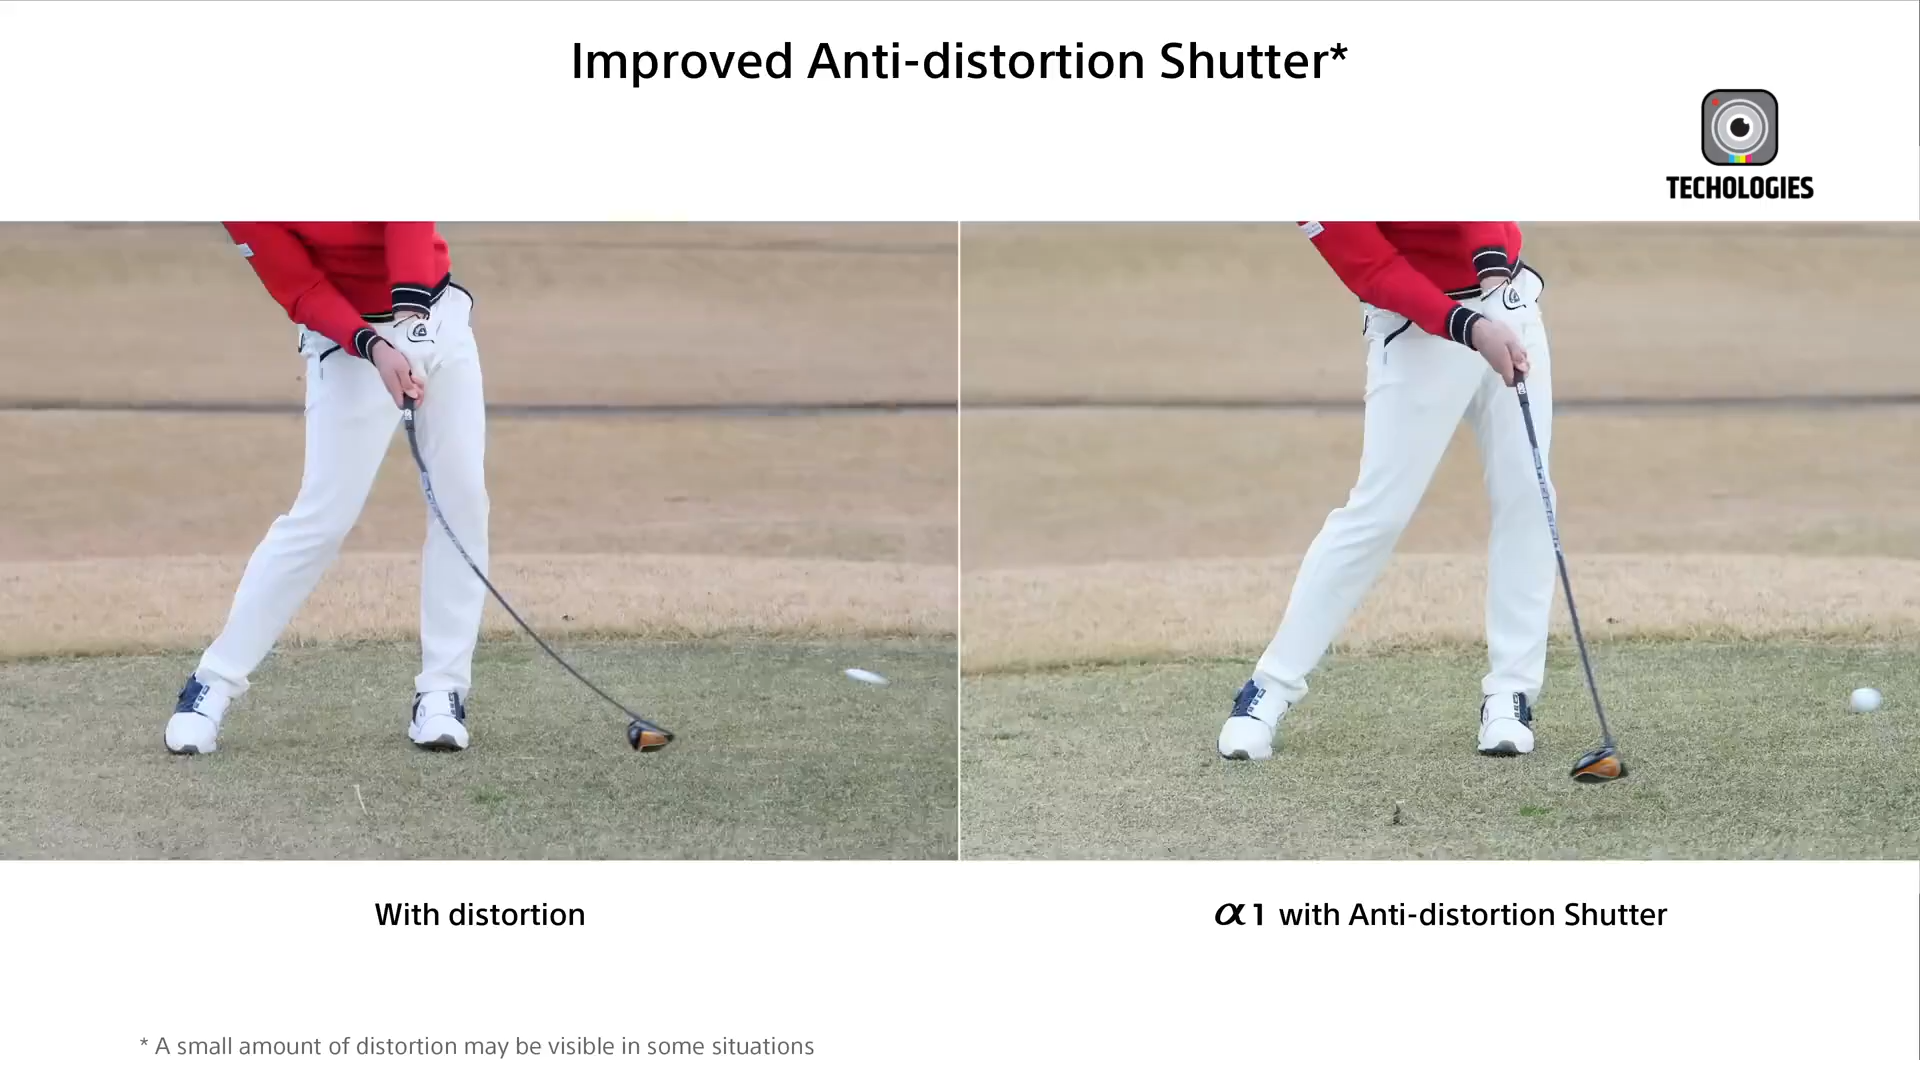 Improved Anti-distortion Shutter*
TECHOLOGIES
With distortion
α1 with Anti-distortion Shutter
* A small amount of distortion may be visible in some situations